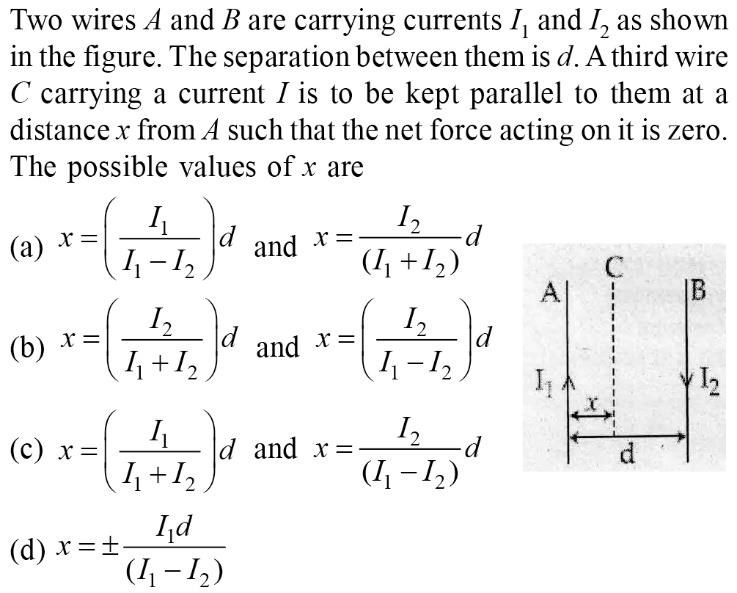 Two wires A and B are carrying currents I₁ and I₂ as shown
in the figure. The separation between them is d. A third wire
C carrying a current I is to be kept parallel to them at a
distance x from A such that the net force acting on it is zero.
The possible values of x are
(a) x = (I₁ / (I₁ − I₂)) d and x = I₂ / (I₁ + I₂) d
(b) x = (I₂ / (I₁ + I₂)) d and x = (I₂ / (I₁ − I₂)) d
(c) x = (I₁ / (I₁ + I₂)) d and x = I₂ / (I₁ − I₂) d
(d) x = ± I₁d / (I₁ − I₂)
C
A
B
I₁
I₂
x
d